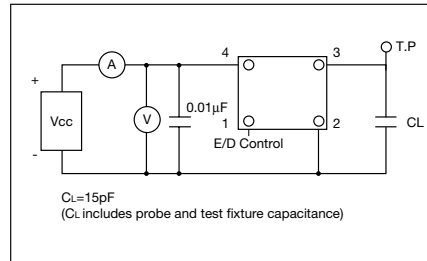 A
4
3
T.P
+
Vcc
V
0.01μF
CL
1
2
E/D Control
-
CL=15pF
(CL includes probe and test fixture capacitance)